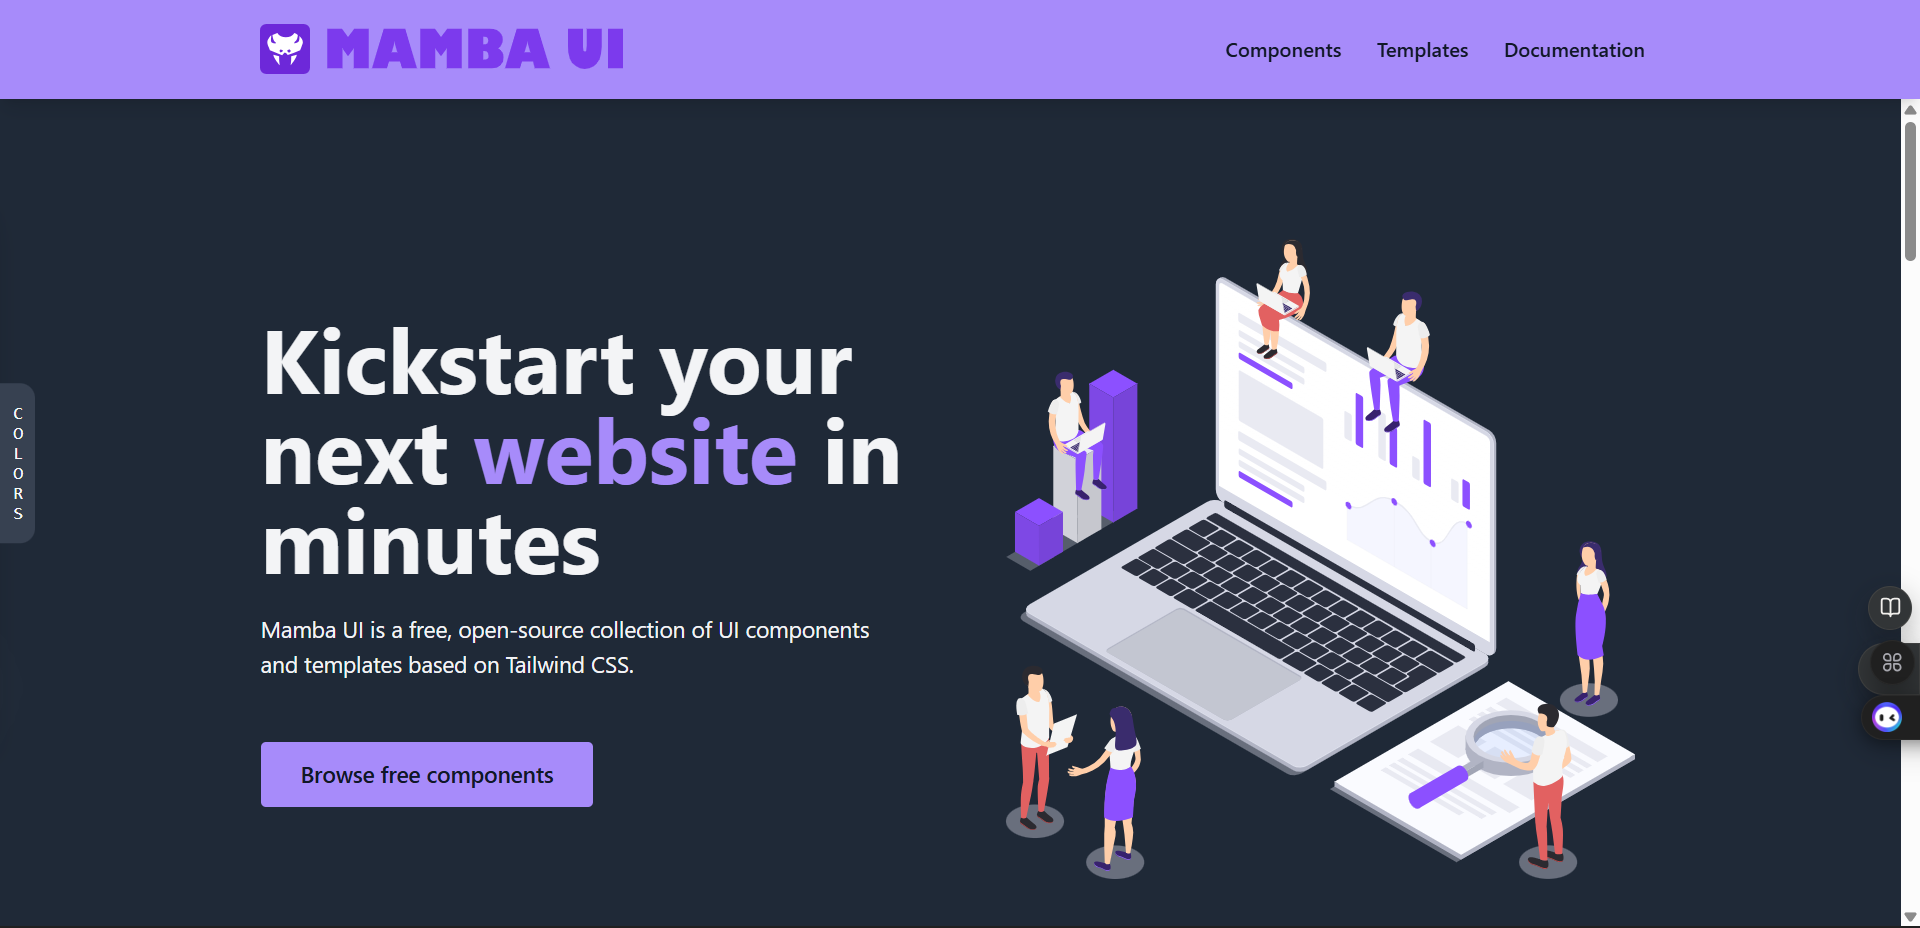 MAMBA UI
Components
Templates
Documentation
Kickstart your
next website in
minutes
Mamba UI is a free, open-source collection of UI components
and templates based on Tailwind CSS.
Browse free components
COLORS